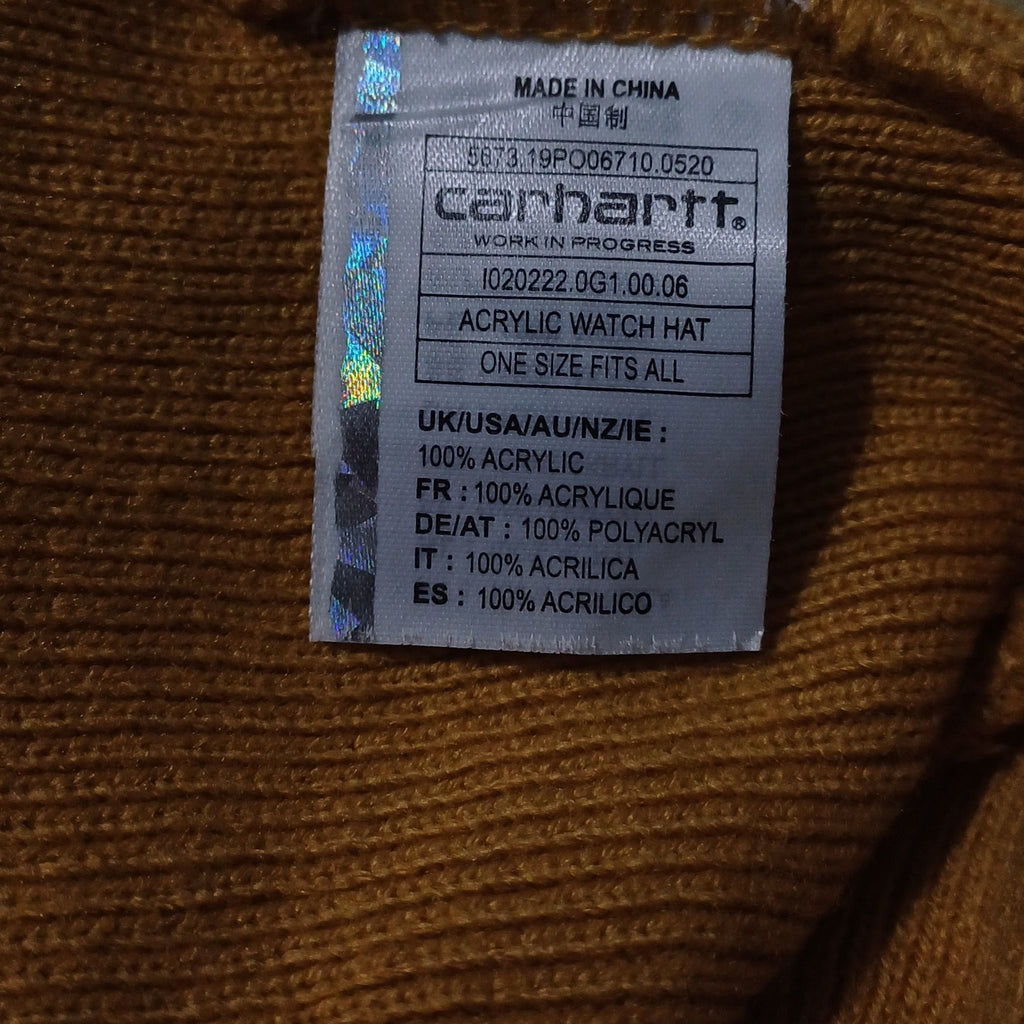 MADE IN CHINA
中国制
5873.19PO06710.0520
carhartt®
WORK IN PROGRESS
I020222.0G1.00.06
ACRYLIC WATCH HAT
ONE SIZE FITS ALL
UK/USA/AU/NZ/IE :
100% ACRYLIC
FR : 100% ACRYLIQUE
DE/AT : 100% POLYACRYL
IT : 100% ACRILICA
ES : 100% ACRILICO